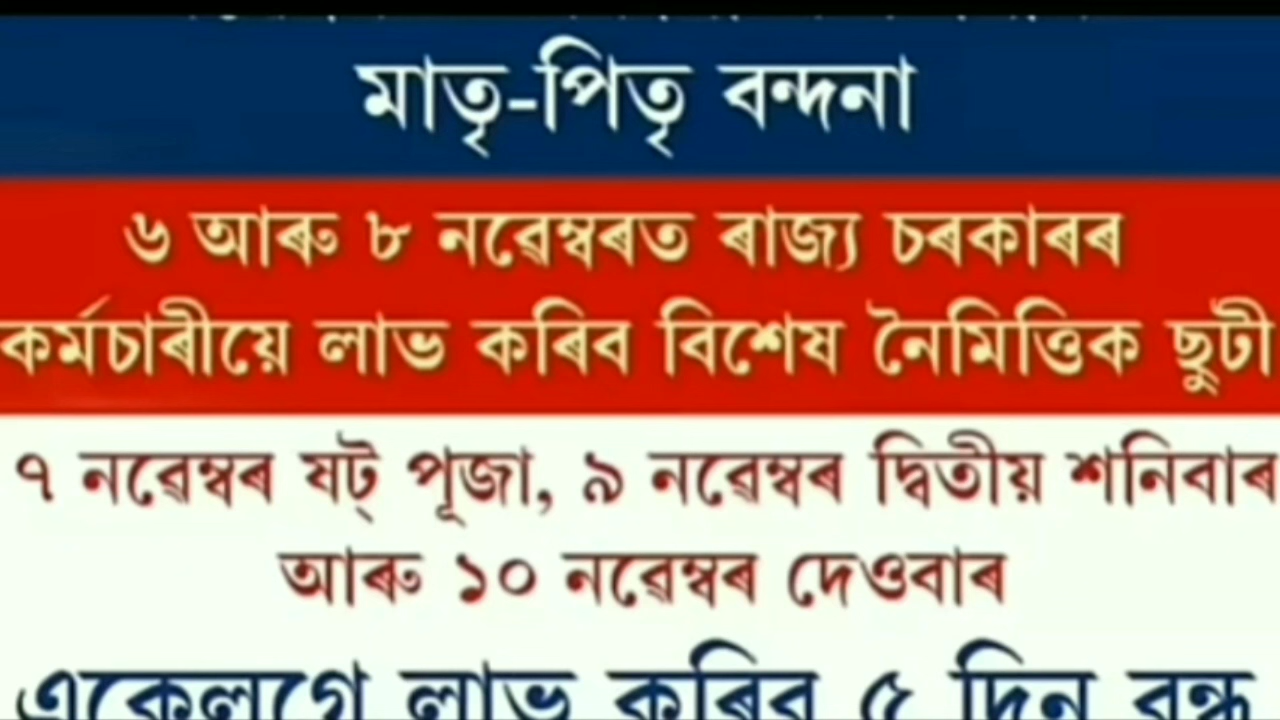 মাতৃ-পিতৃ বন্দনা
৬ আৰু ৮ নৱেম্বৰত ৰাজ্য চৰকাৰৰ
কৰ্মচাৰীয়ে লাভ কৰিব বিশেষ নৈমিত্তিক ছুটী
৭ নৱেম্বৰ ষট্ পূজা, ৯ নৱেম্বৰ দ্বিতীয় শনিবাৰ
আৰু ১০ নৱেম্বৰ দেওবাৰ
একেলগে লাভ কৰিব ৫ দিন বন্ধ